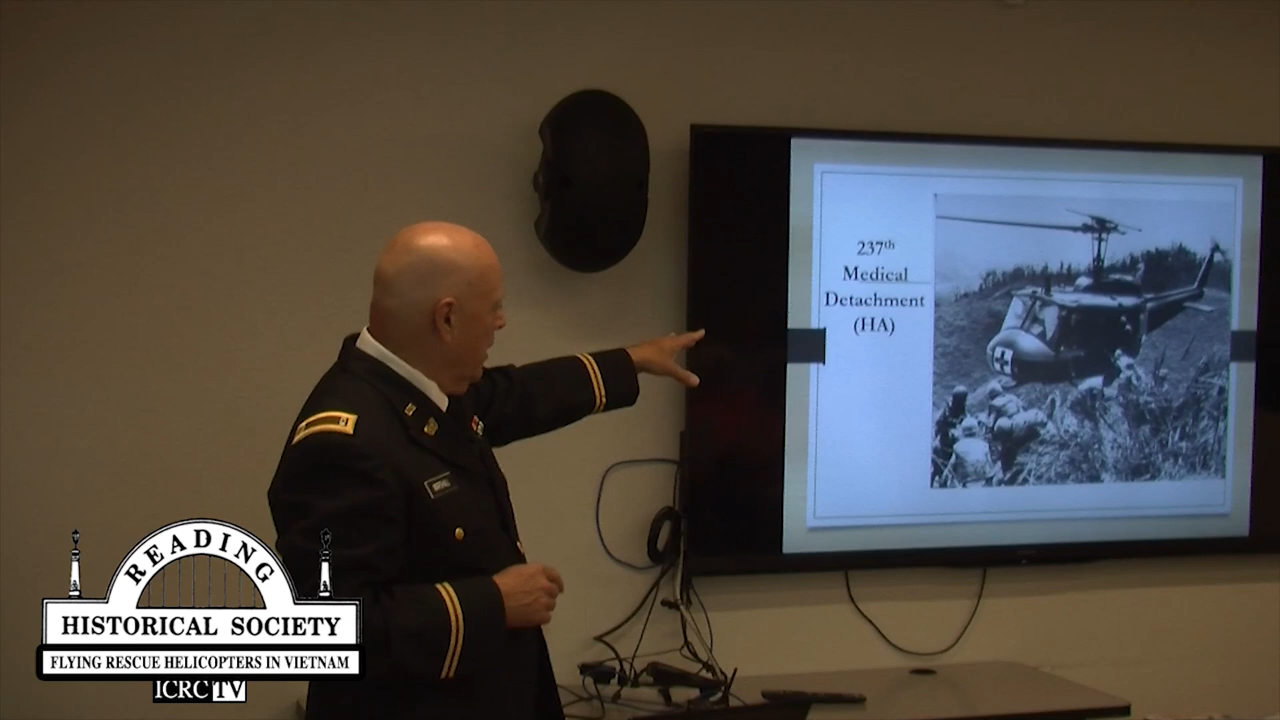 237th
Medical
Detachment
(HA)
READING
HISTORICAL SOCIETY
FLYING RESCUE HELICOPTERS IN VIETNAM
ICRC TV